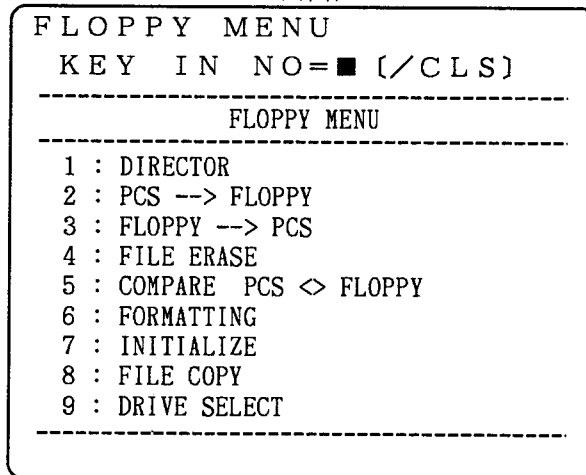 FLOPPY MENU
KEY IN NO=■ [/CLS]
FLOPPY MENU
1 : DIRECTOR
2 : PCS --> FLOPPY
3 : FLOPPY --> PCS
4 : FILE ERASE
5 : COMPARE PCS <> FLOPPY
6 : FORMATTING
7 : INITIALIZE
8 : FILE COPY
9 : DRIVE SELECT